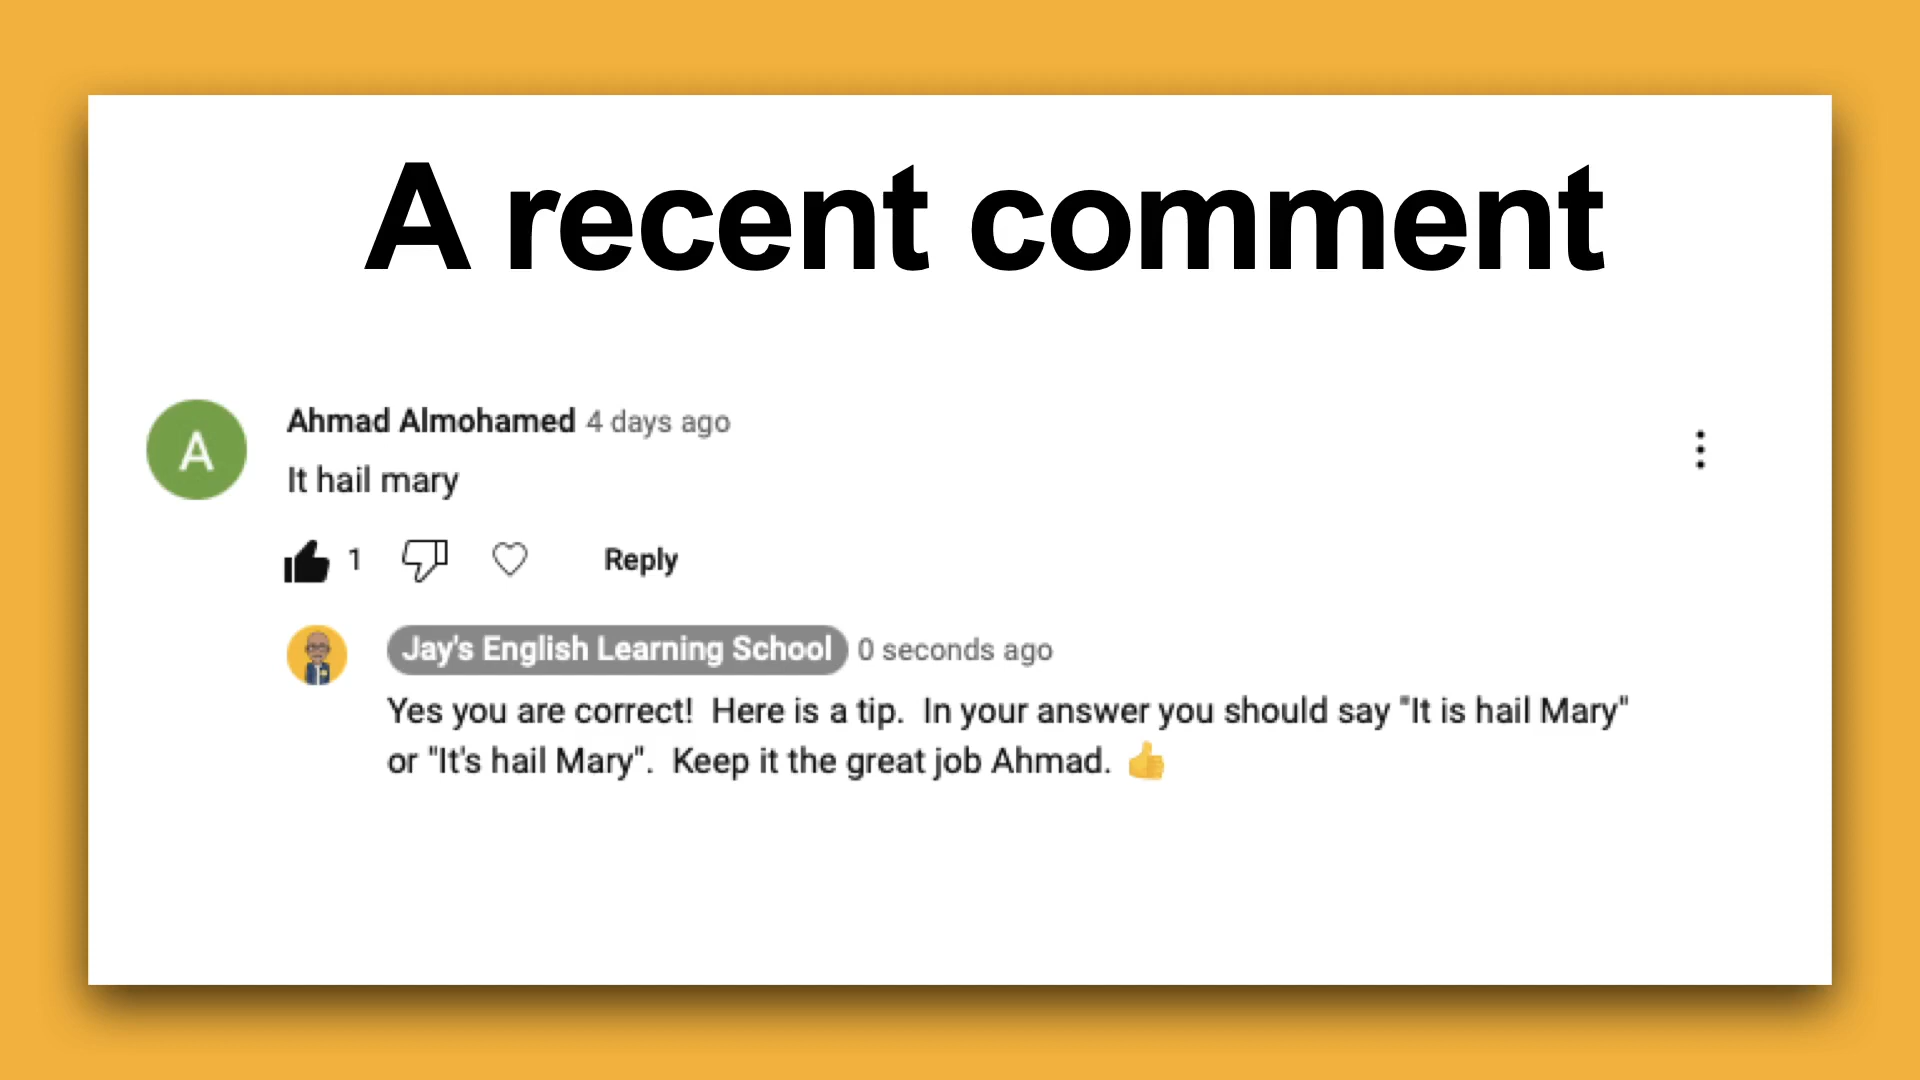 A recent comment
A
Ahmad Almohamed 4 days ago
It hail mary
1 Reply
Jay's English Learning School 0 seconds ago
Yes you are correct!  Here is a tip.  In your answer you should say "It is hail Mary"
or "It's hail Mary".  Keep it the great job Ahmad. 👍